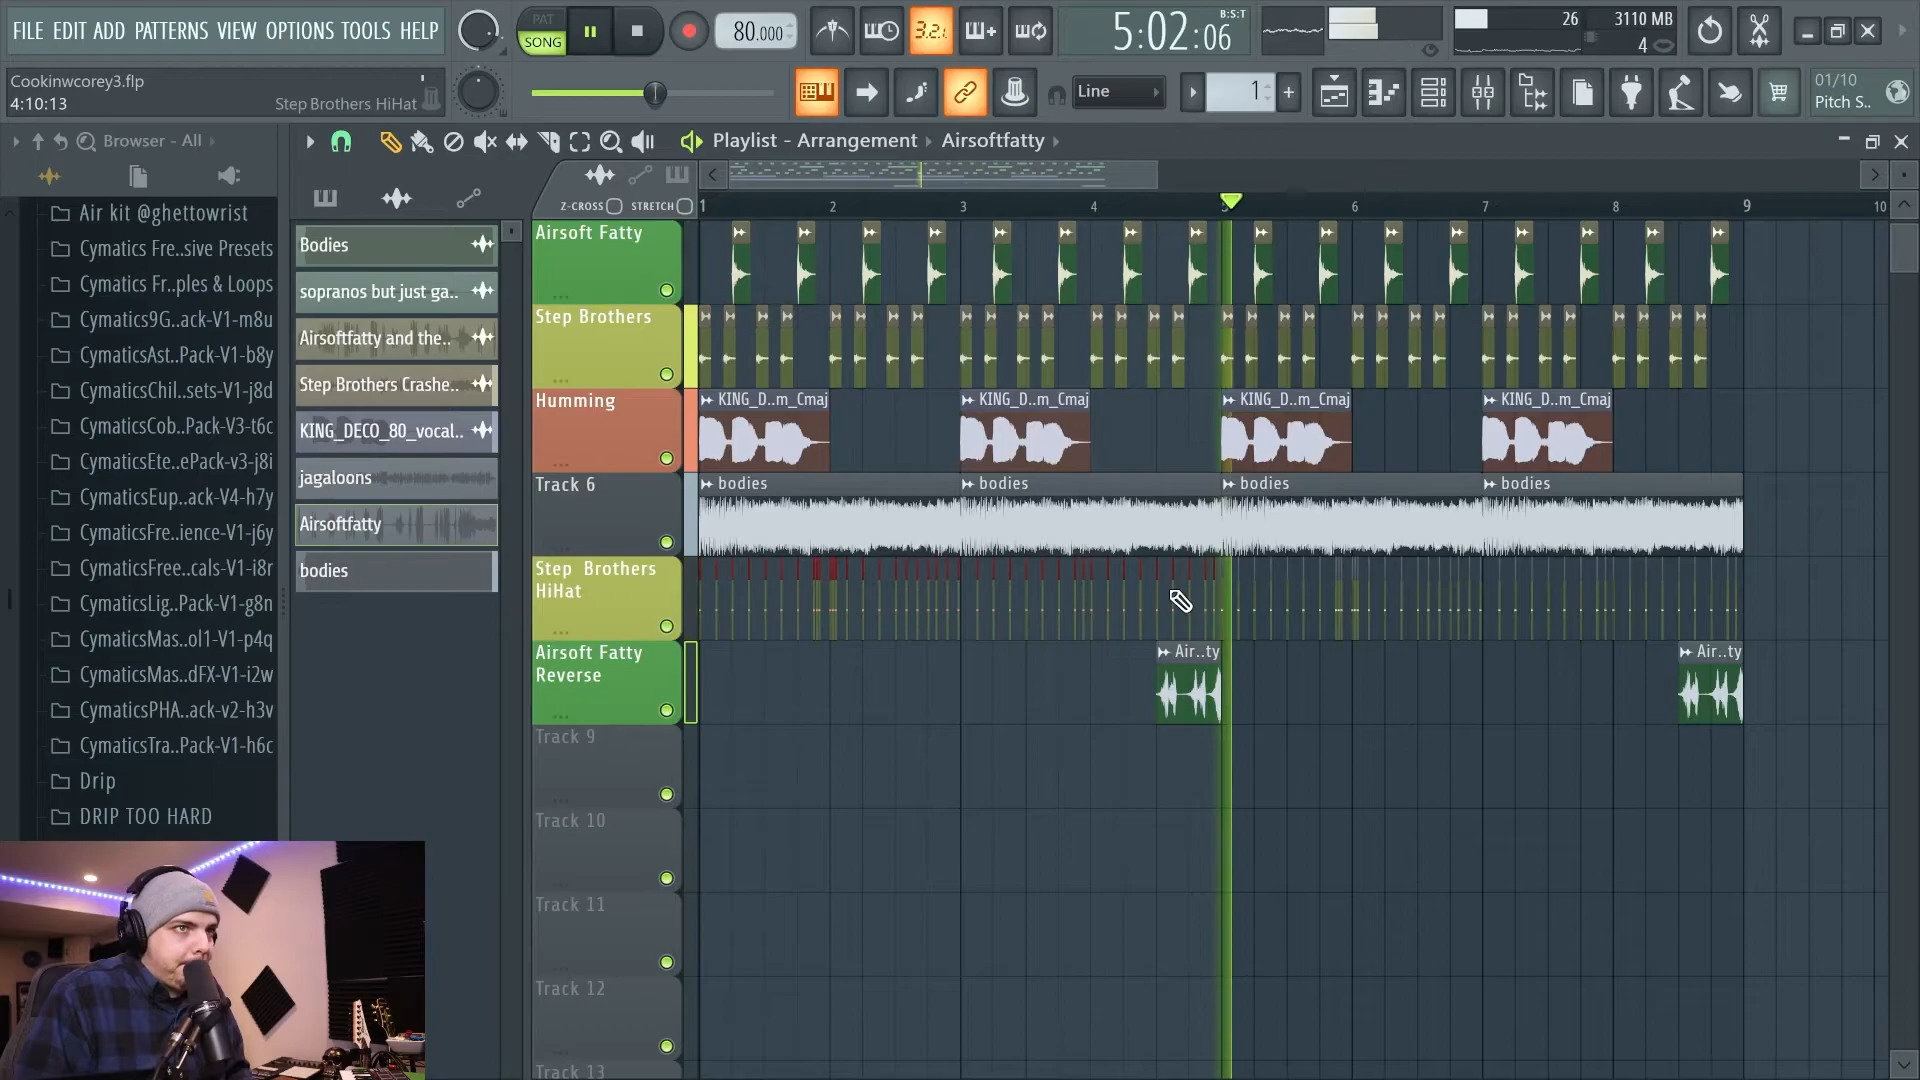 FILE EDIT ADD PATTERNS VIEW OPTIONS TOOLS HELP
PAT
SONG
80.000
3.2.1
5:02:06
B:S:T
26
3110 MB
4
Cookinwcorey3.flp
4:10:13
Step Brothers HiHat
Line
1
01/10
Pitch S..
Browser - All
Playlist - Arrangement
Airsoftfatty
Z-CROSS
STRETCH
1 2 3 4 5 6 7 8 9 10
Air kit @ghettowrist
Cymatics Fre..sive Presets
Cymatics Fr..ples & Loops
Cymatics9G..ack-V1-m8u
CymaticsAst..Pack-V1-b8y
CymaticsChil..sets-V1-j8d
CymaticsCob..Pack-V3-t6c
CymaticsEte..ePack-v3-j8i
CymaticsEup..ack-V4-h7y
CymaticsFre..ience-V1-j6y
CymaticsFree..cals-V1-i8r
CymaticsLig..Pack-V1-g8n
CymaticsMas..ol1-V1-p4q
CymaticsMas..dFX-V1-i2w
CymaticsPHA..ack-v2-h3v
CymaticsTra..Pack-V1-h6c
Drip
DRIP TOO HARD
Bodies
sopranos but just ga..
Airsoftfatty and the..
Step Brothers Crashe..
KING_DECO_80_vocal..
jagaloons
Airsoftfatty
bodies
Airsoft Fatty
Step Brothers
Humming
KING_D..m_Cmaj
KING_D..m_Cmaj
KING_D..m_Cmaj
KING_D..m_Cmaj
Track 6
bodies
bodies
bodies
bodies
Step Brothers
HiHat
Airsoft Fatty
Reverse
Air..ty
Air..ty
Track 9
Track 10
Track 11
Track 12
Track 13